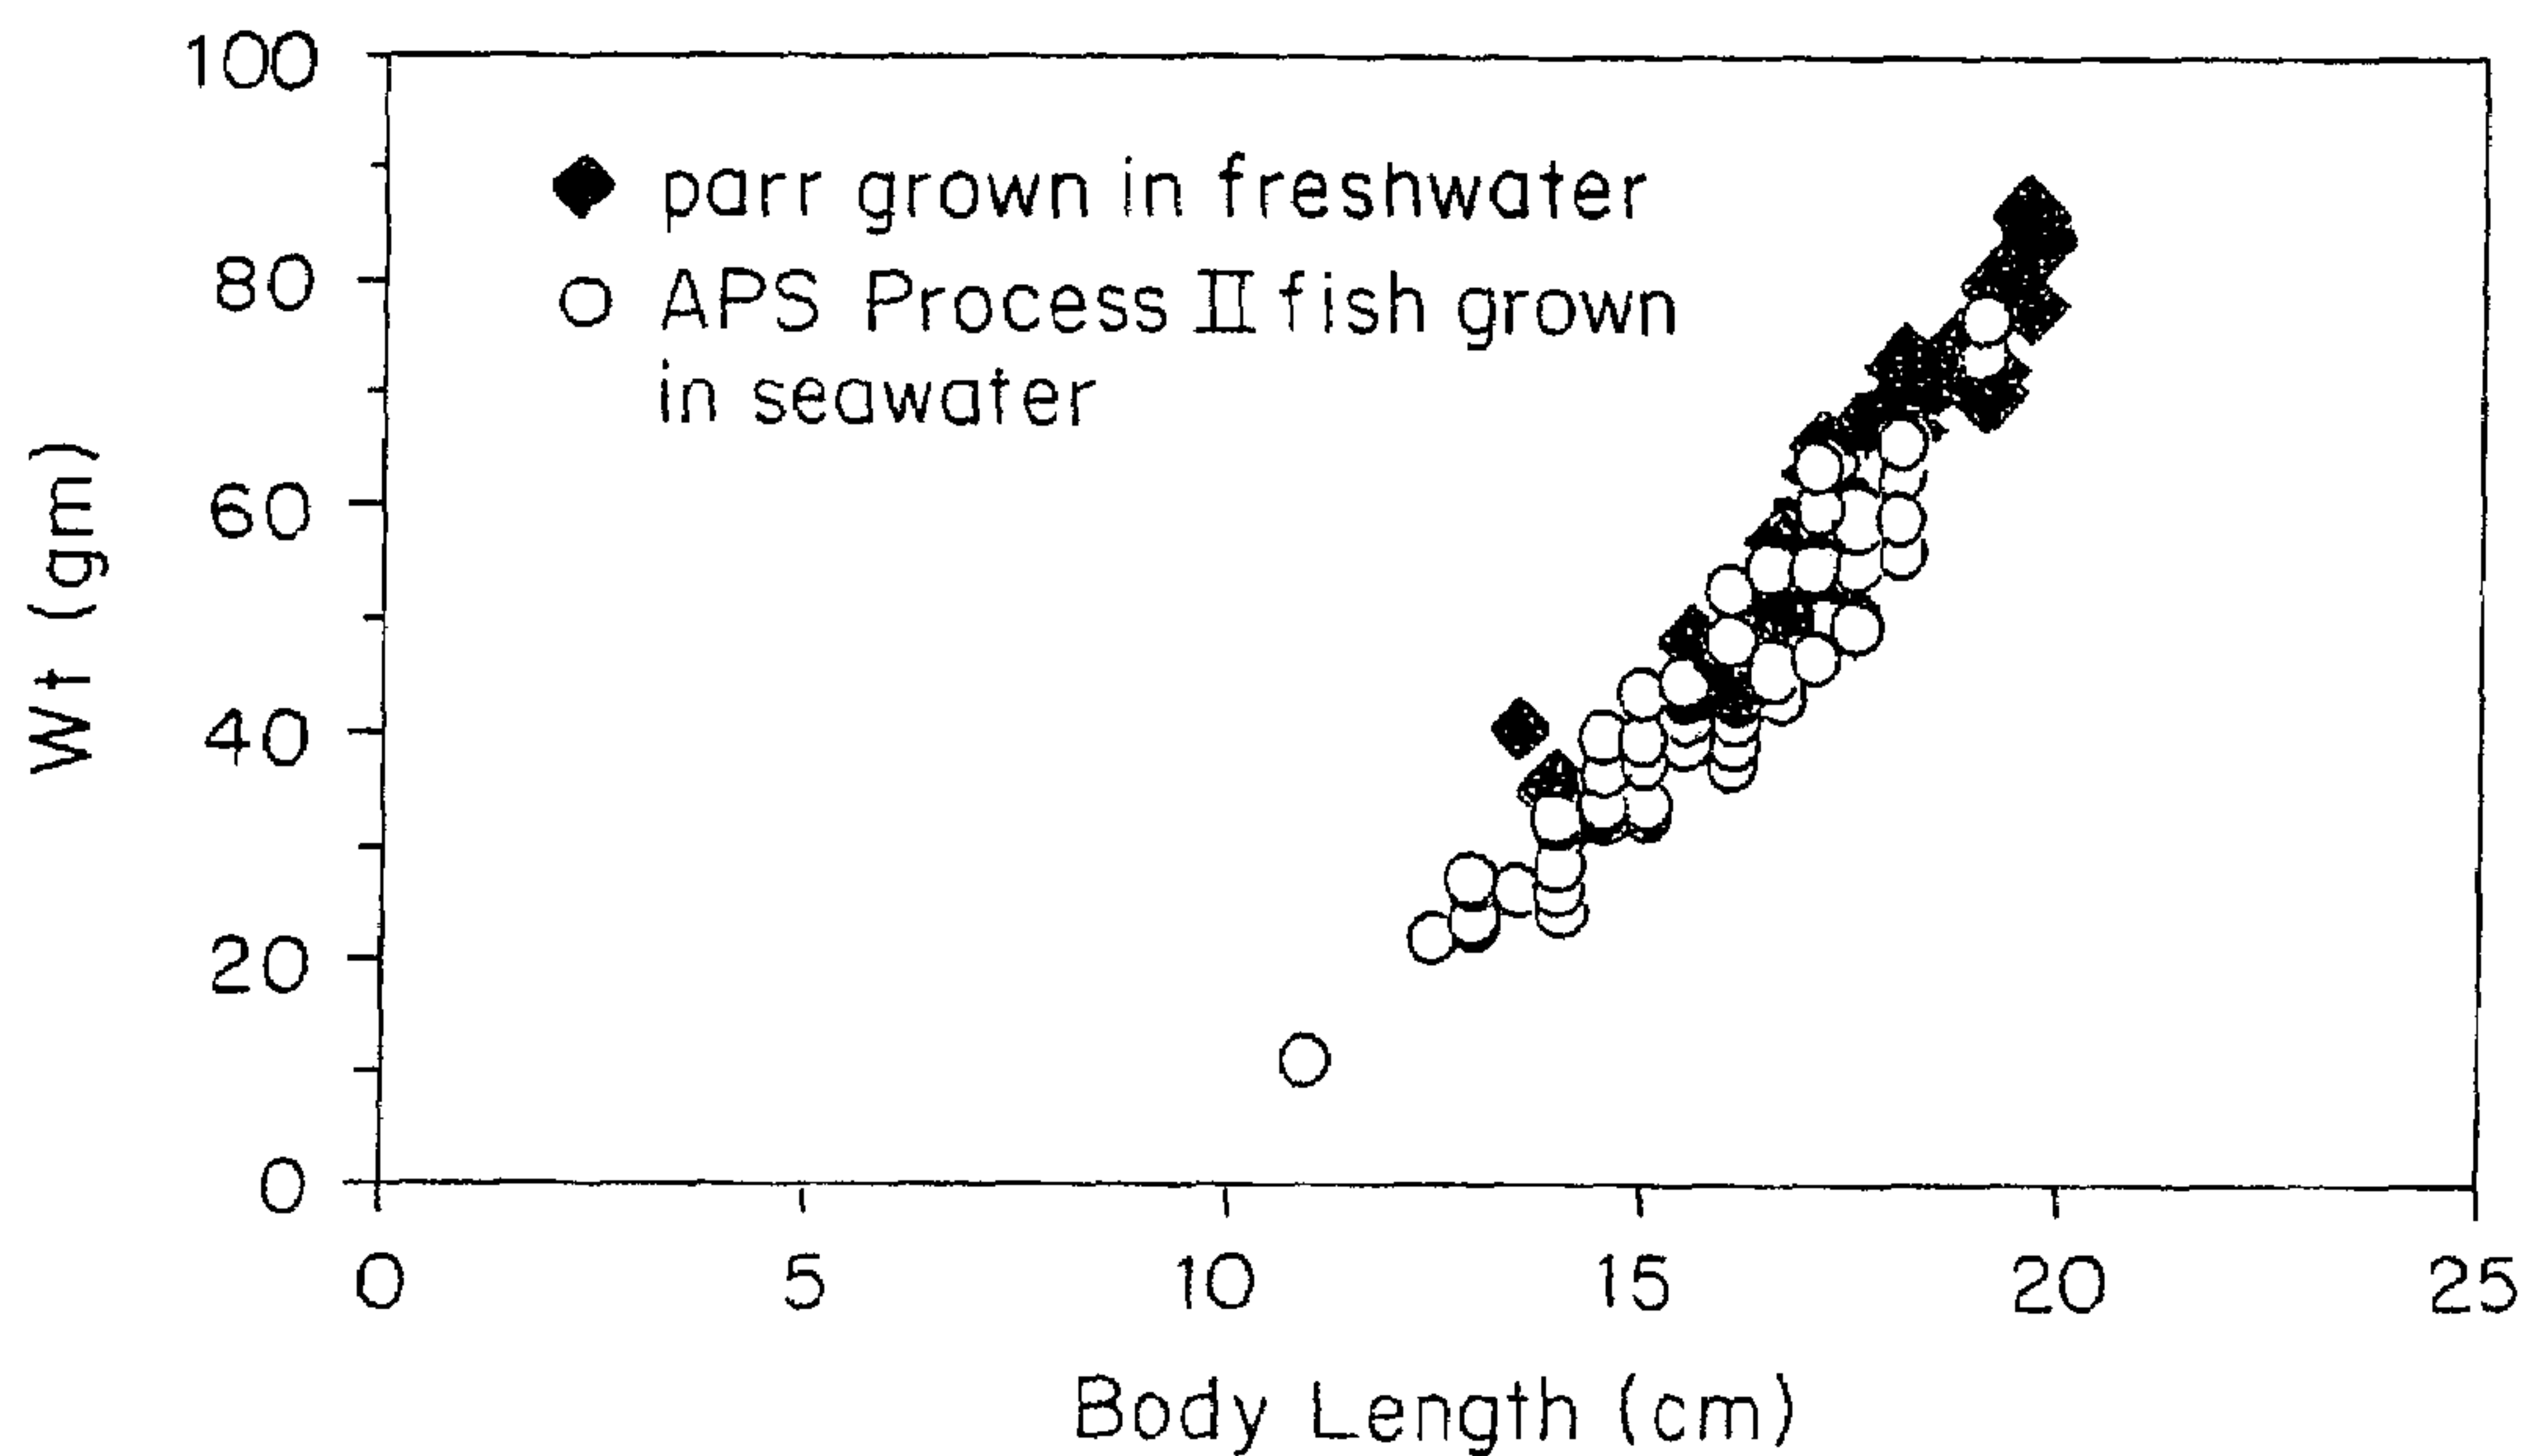 100
80
60
40
20
0
Wt (gm)
parr grown in freshwater
APS Process II fish grown
in seawater
0 5 10 15 20 25
Body Length (cm)